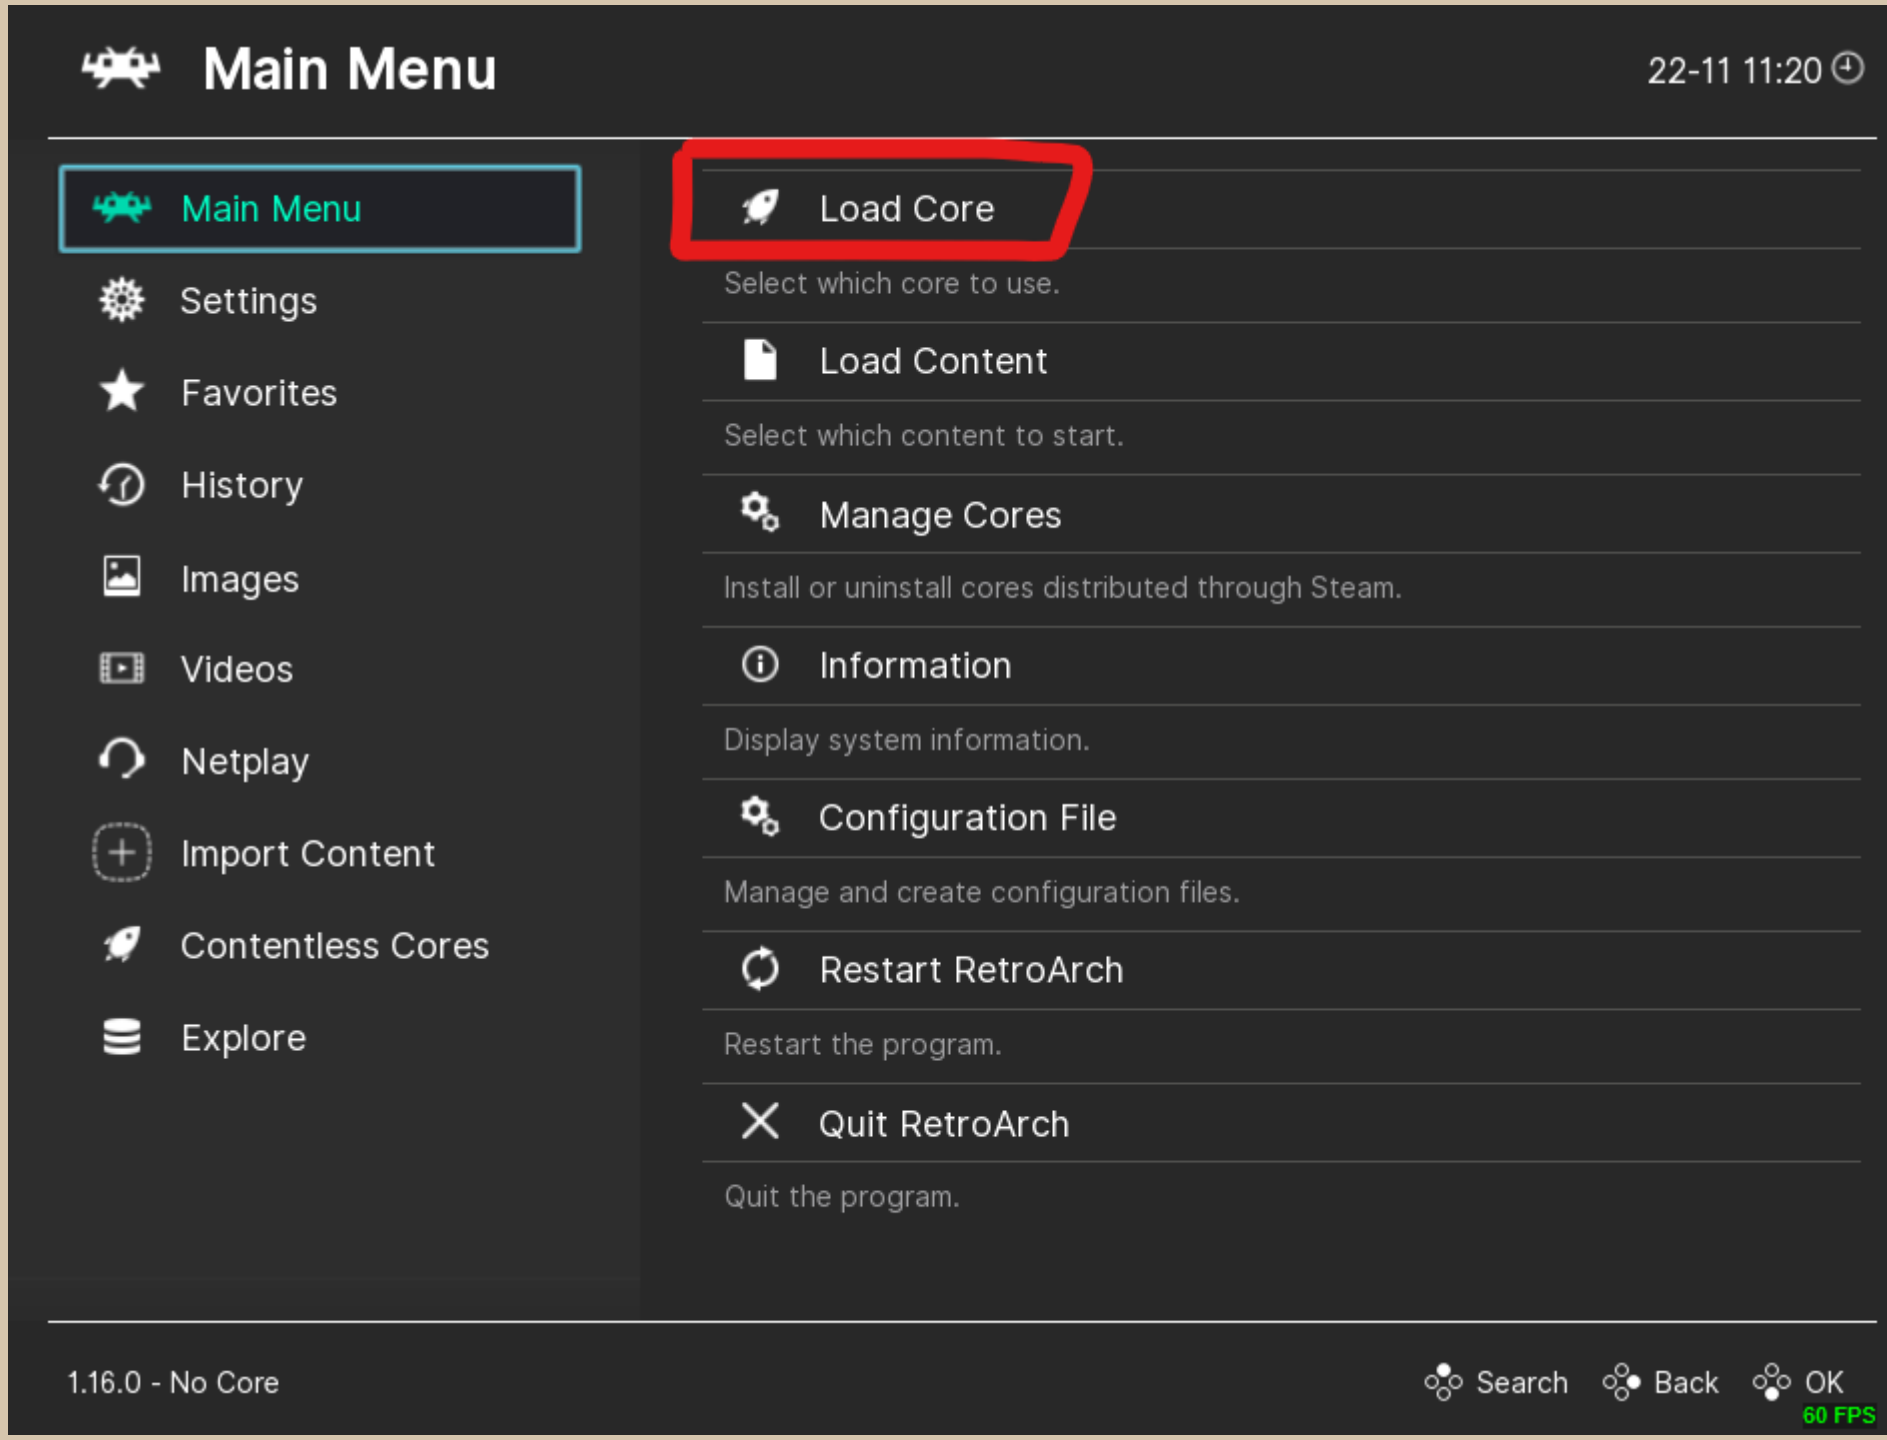 Main Menu
22-11 11:20
Main Menu
Settings
Favorites
History
Images
Videos
Netplay
Import Content
Contentless Cores
Explore
Load Core
Select which core to use.
Load Content
Select which content to start.
Manage Cores
Install or uninstall cores distributed through Steam.
Information
Display system information.
Configuration File
Manage and create configuration files.
Restart RetroArch
Restart the program.
Quit RetroArch
Quit the program.
1.16.0 - No Core
Search Back OK
60 FPS